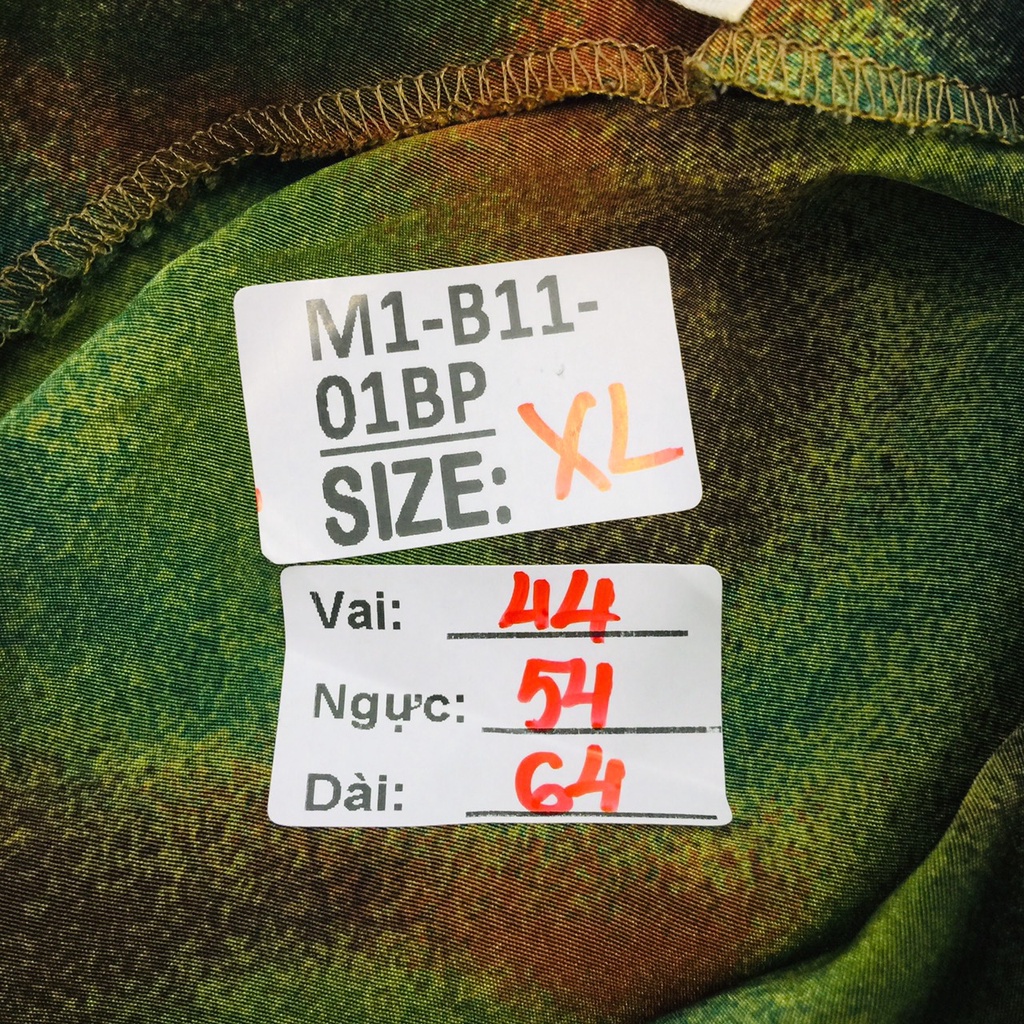 M1-B11-
01BP
SIZE: XL
Vai: 44
Ngực: 54
Dài: 64